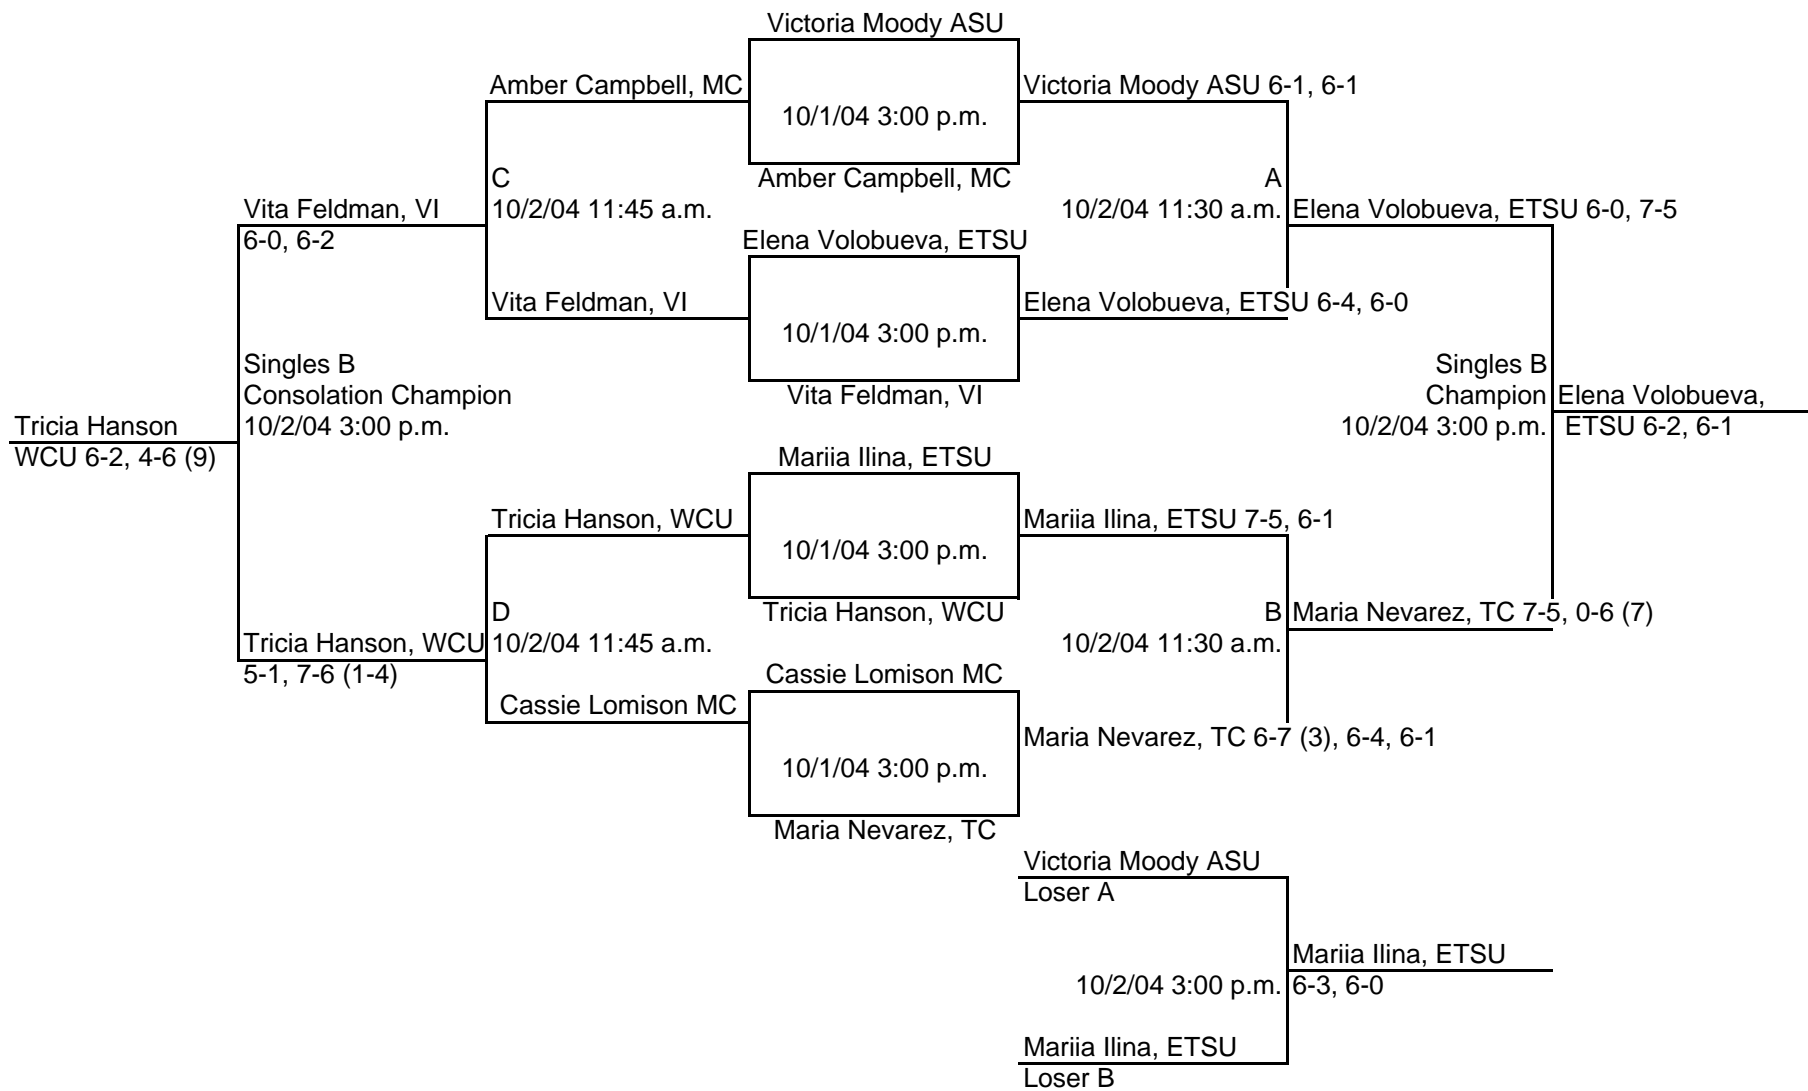 Victoria Moody ASU
Amber Campbell, MC
Victoria Moody ASU 6-1, 6-1
10/1/04 3:00 p.m.
Amber Campbell, MC
C
A
Vita Feldman, VI
10/2/04 11:45 a.m.
10/2/04 11:30 a.m.
Elena Volobueva, ETSU 6-0, 7-5
6-0, 6-2
Elena Volobueva, ETSU
Vita Feldman, VI
Elena Volobueva, ETSU 6-4, 6-0
10/1/04 3:00 p.m.
Vita Feldman, VI
Singles B
Consolation Champion
10/2/04 3:00 p.m.
Singles B
Champion
10/2/04 3:00 p.m.
Elena Volobueva,
ETSU 6-2, 6-1
Tricia Hanson
WCU 6-2, 4-6 (9)
Mariia Ilina, ETSU
Tricia Hanson, WCU
Mariia Ilina, ETSU 7-5, 6-1
10/1/04 3:00 p.m.
Tricia Hanson, WCU
D
B
Maria Nevarez, TC 7-5, 0-6 (7)
Tricia Hanson, WCU
10/2/04 11:45 a.m.
10/2/04 11:30 a.m.
5-1, 7-6 (1-4)
Cassie Lomison MC
Cassie Lomison MC
Maria Nevarez, TC 6-7 (3), 6-4, 6-1
10/1/04 3:00 p.m.
Maria Nevarez, TC
Victoria Moody ASU
Loser A
Mariia Ilina, ETSU
10/2/04 3:00 p.m.
6-3, 6-0
Mariia Ilina, ETSU
Loser B